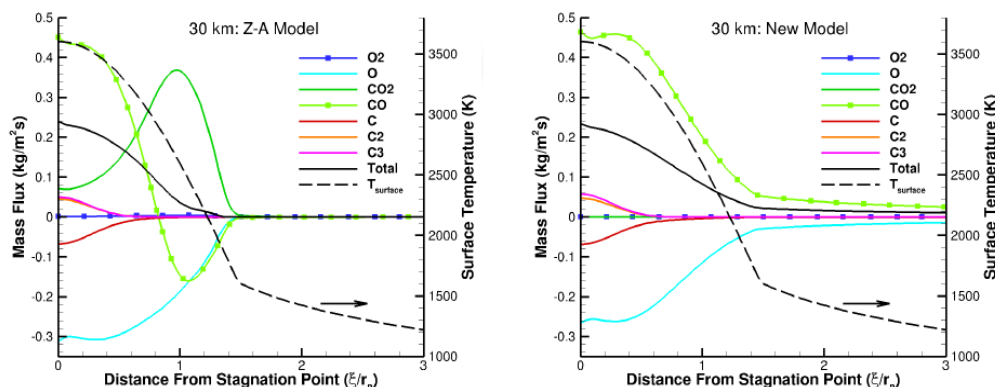 30 km: Z-A Model
O2
O
CO2
CO
C
C2
C3
Total
T surface
Mass Flux (kg/m²s)
0.5
0.4
0.3
0.2
0.1
0
-0.1
-0.2
-0.3
Surface Temperature (K)
3500
3000
2500
2000
1500
1000
0
1
2
3
Distance From Stagnation Point (ξ/rₙ)
30 km: New Model
O2
O
CO2
CO
C
C2
C3
Total
T surface
Mass Flux (kg/m²s)
0.5
0.4
0.3
0.2
0.1
0
-0.1
-0.2
-0.3
Surface Temperature (K)
3500
3000
2500
2000
1500
1000
0
1
2
3
Distance From Stagnation Point (ξ/rₙ)